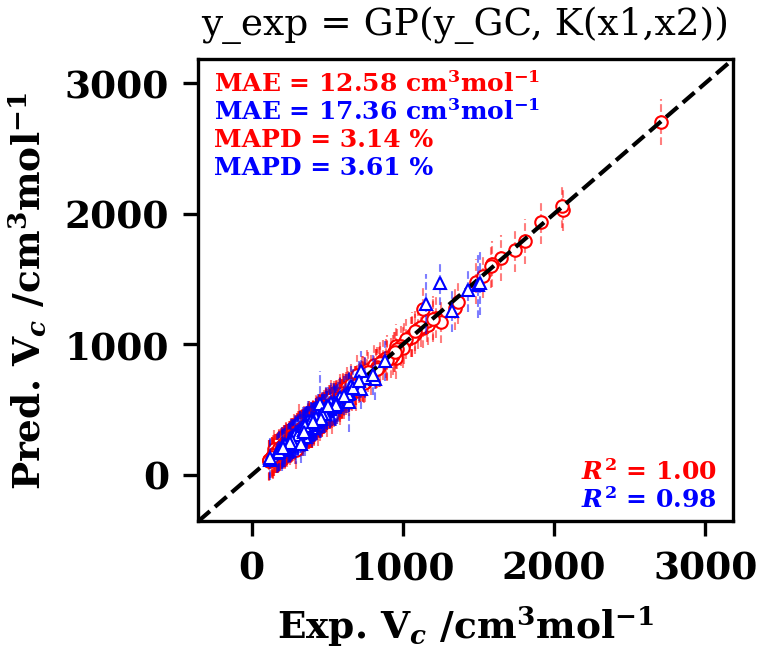 y_exp = GP(y_GC, K(x1,x2))
MAE = 12.58 cm³mol⁻¹
MAE = 17.36 cm³mol⁻¹
MAPD = 3.14 %
MAPD = 3.61 %
3000
2000
1000
0
Pred. V_c /cm³mol⁻¹
R² = 1.00
R² = 0.98
0 1000 2000 3000
Exp. V_c /cm³mol⁻¹